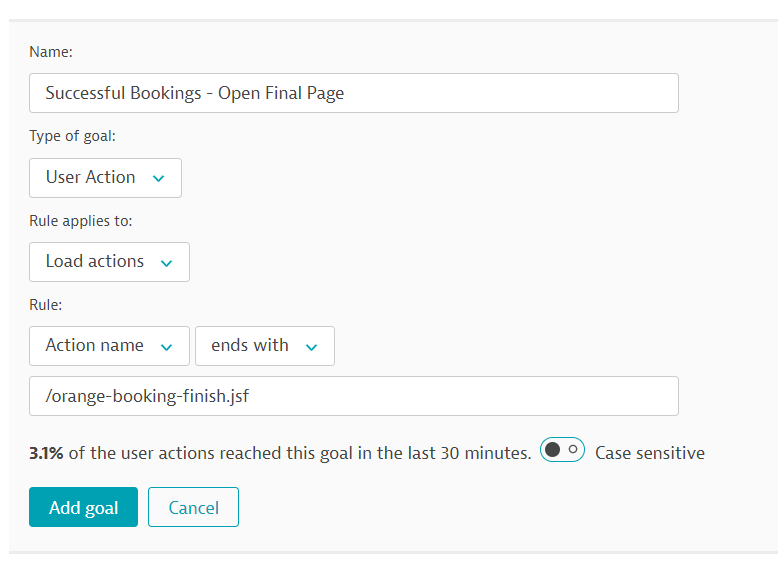 Name:
Successful Bookings - Open Final Page
Type of goal:
User Action
Rule applies to:
Load actions
Rule:
Action name ends with
/orange-booking-finish.jsf
3.1% of the user actions reached this goal in the last 30 minutes. Case sensitive
Add goal Cancel